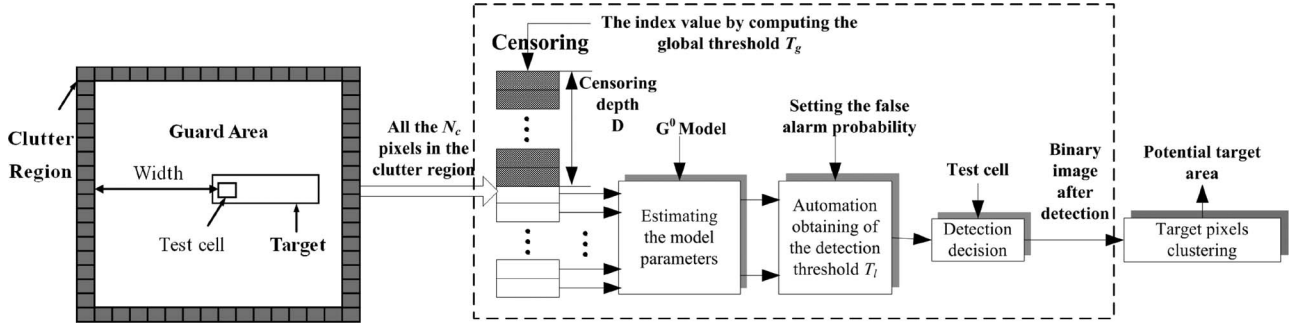 Clutter
Region
Guard Area
Width
Test cell
Target
All the N_c
pixels in the
clutter region
Censoring
The index value by computing the
global threshold T_g
Censoring
depth
D
G⁰ Model
Estimating
the model
parameters
Setting the false
alarm probability
Automation
obtaining of
the detection
threshold T_l
Test cell
Detection
decision
Binary
image
after
detection
Potential target
area
Target pixels
clustering